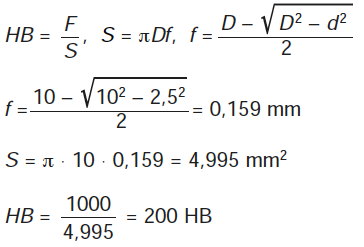 HB = F/S, S = πDf, f = (D – √(D² – d²))/2
f = (10 – √(10² – 2,5²))/2 = 0,159 mm
S = π · 10 · 0,159 = 4,995 mm²
HB = 1000/4,995 = 200 HB